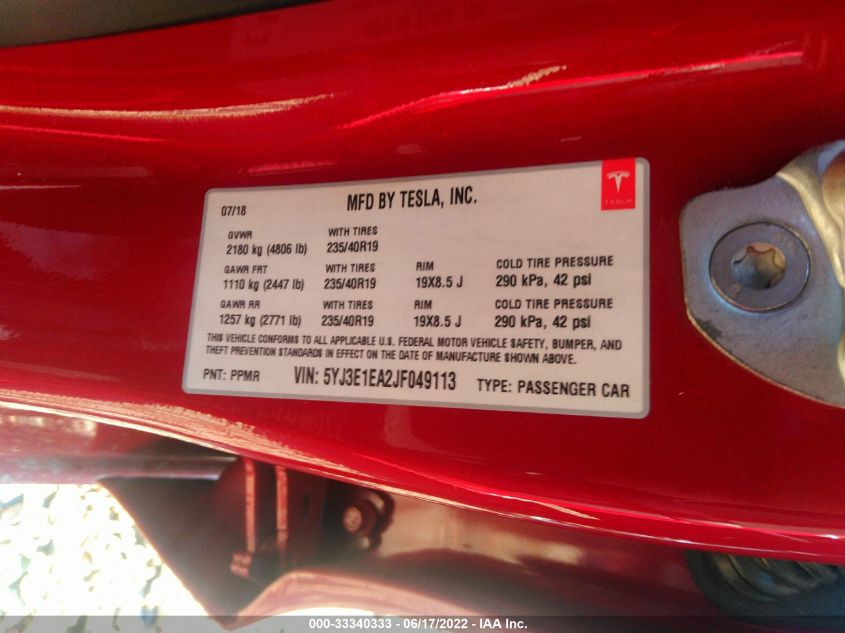 07/18 MFD BY TESLA, INC.
TESLA
GVWR WITH TIRES
2180 kg (4806 lb) 235/40R19
GAWR FRT WITH TIRES RIM COLD TIRE PRESSURE
1110 kg (2447 lb) 235/40R19 19X8.5 J 290 kPa, 42 psi
GAWR RR WITH TIRES RIM COLD TIRE PRESSURE
1257 kg (2771 lb) 235/40R19 19X8.5 J 290 kPa, 42 psi
THIS VEHICLE CONFORMS TO ALL APPLICABLE U.S. FEDERAL MOTOR VEHICLE SAFETY, BUMPER, AND
THEFT PREVENTION STANDARDS IN EFFECT ON THE DATE OF MANUFACTURE SHOWN ABOVE.
PNT: PPMR VIN: 5YJ3E1EA2JF049113 TYPE: PASSENGER CAR
000-33340333 - 06/17/2022 - IAA Inc.